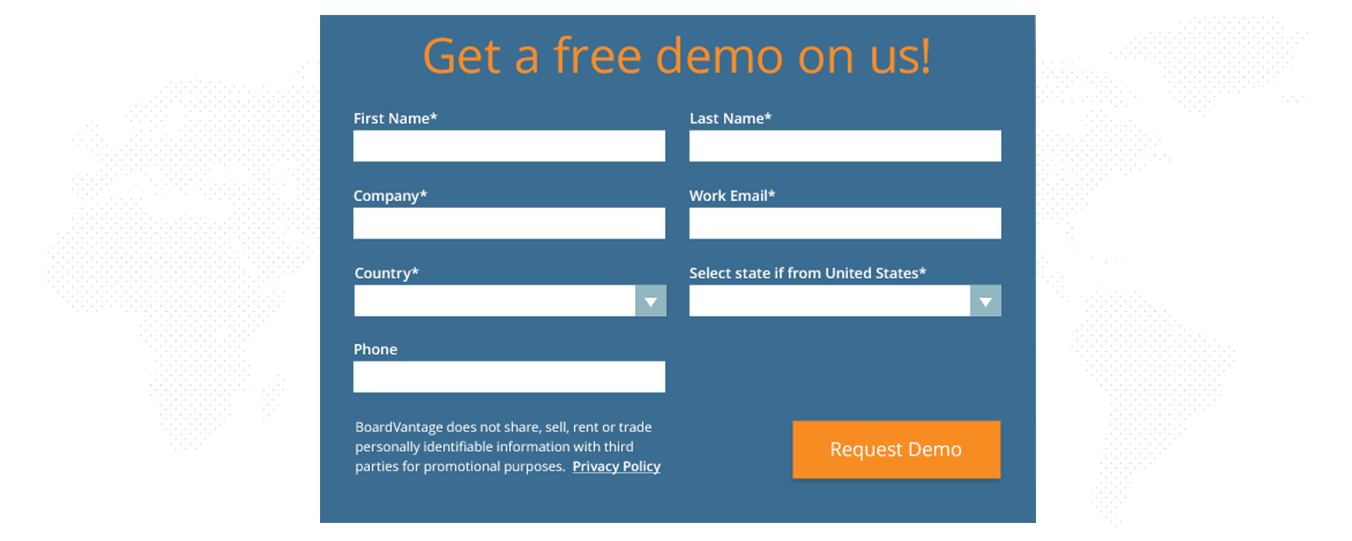 Get a free demo on us!
First Name*
Last Name*
Company*
Work Email*
Country*
Select state if from United States*
Phone
BoardVantage does not share, sell, rent or trade
personally identifiable information with third
parties for promotional purposes. Privacy Policy
Request Demo